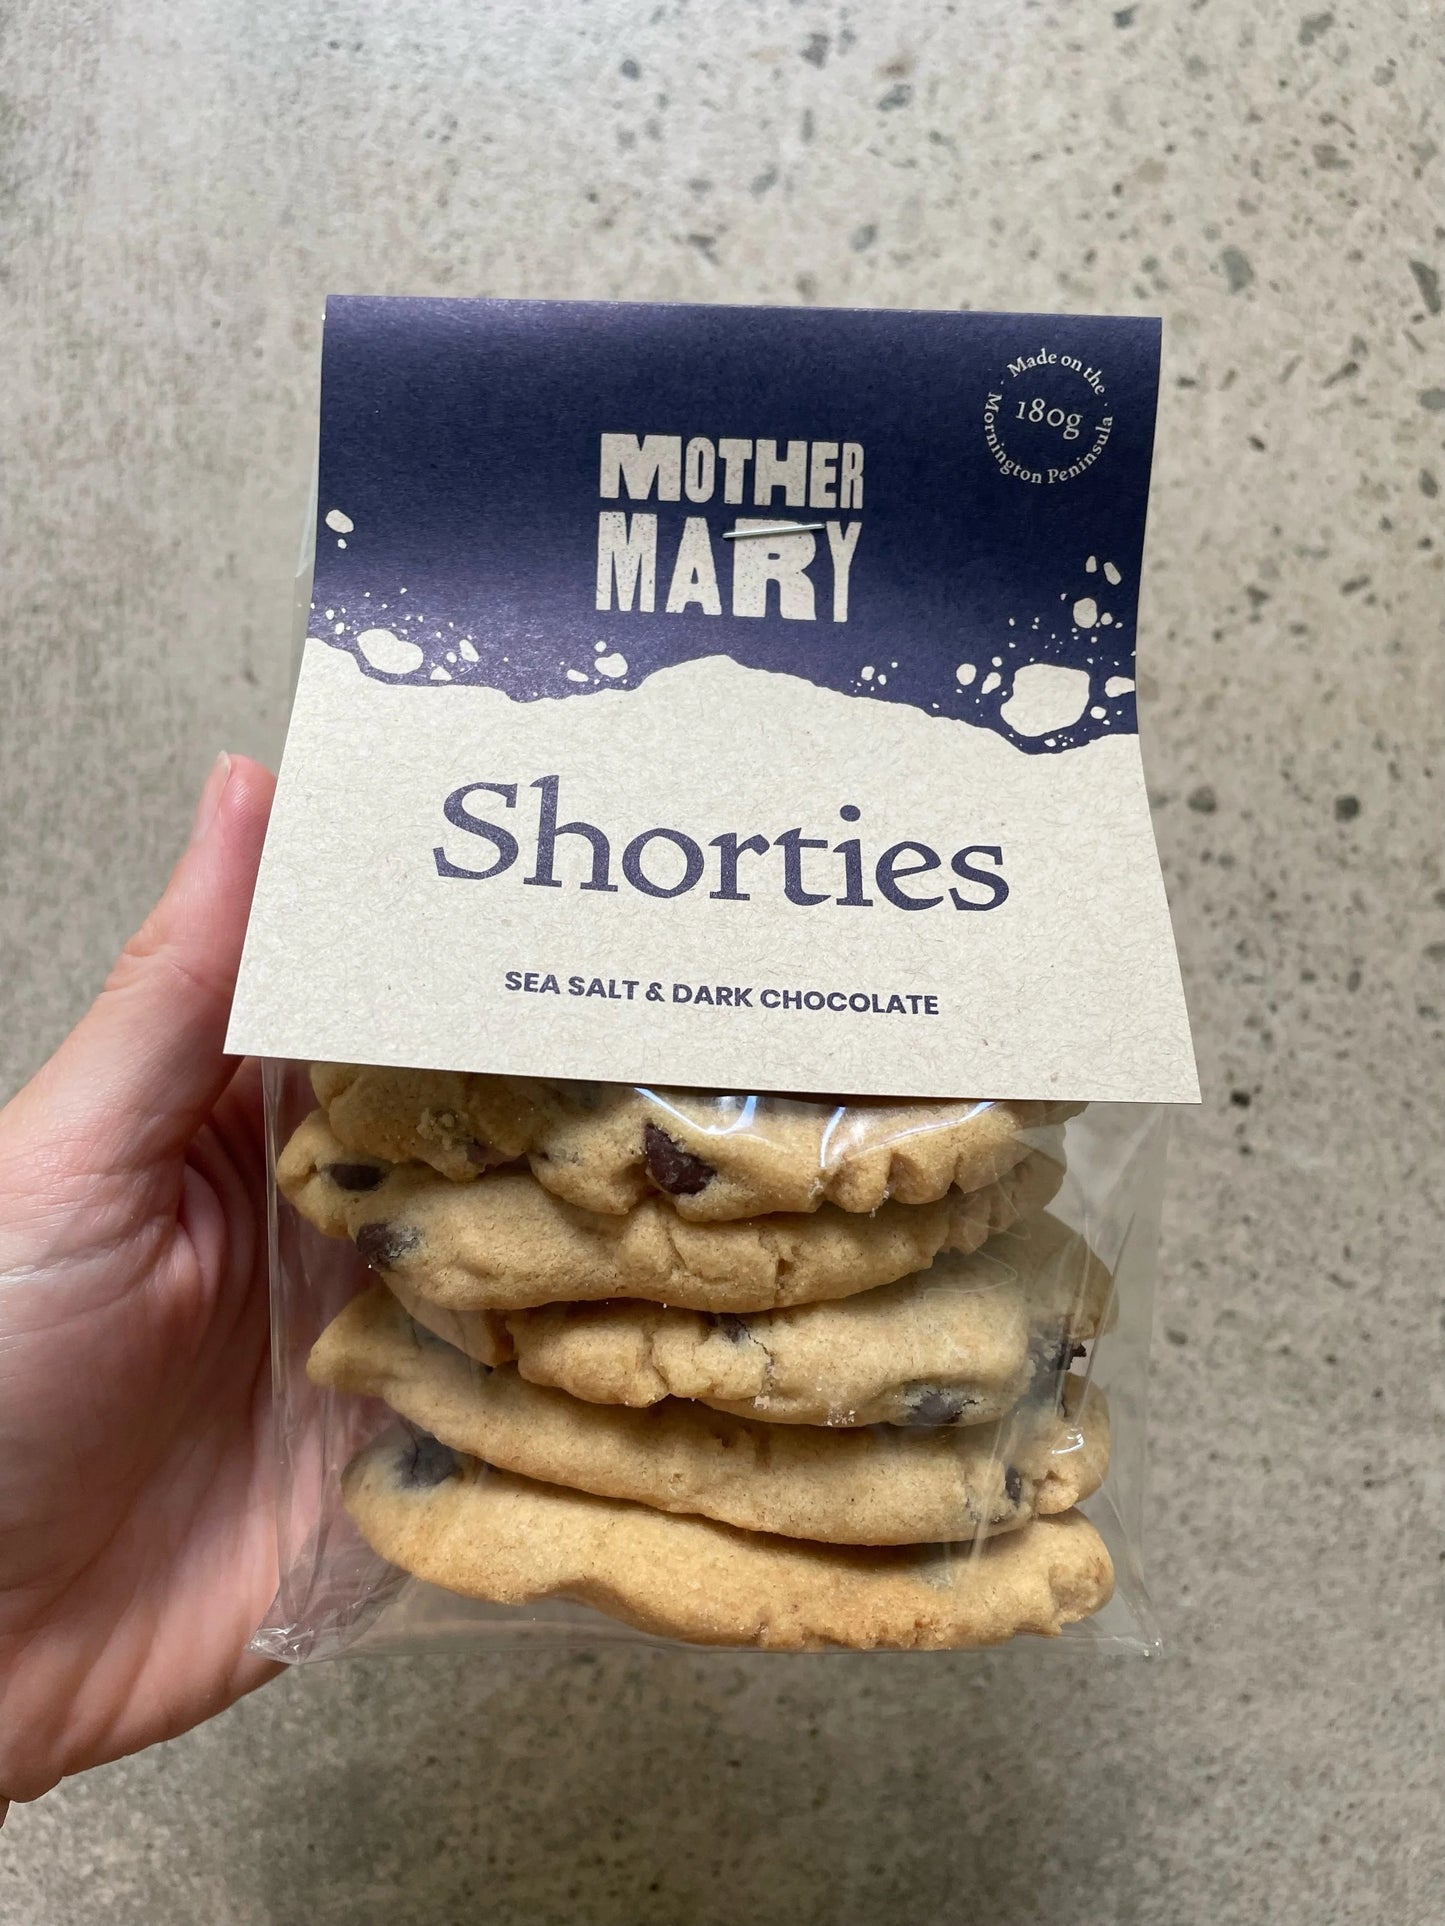 Made on the
180g
Mornington Peninsula
MOTHER
MARY
Shorties
SEA SALT & DARK CHOCOLATE